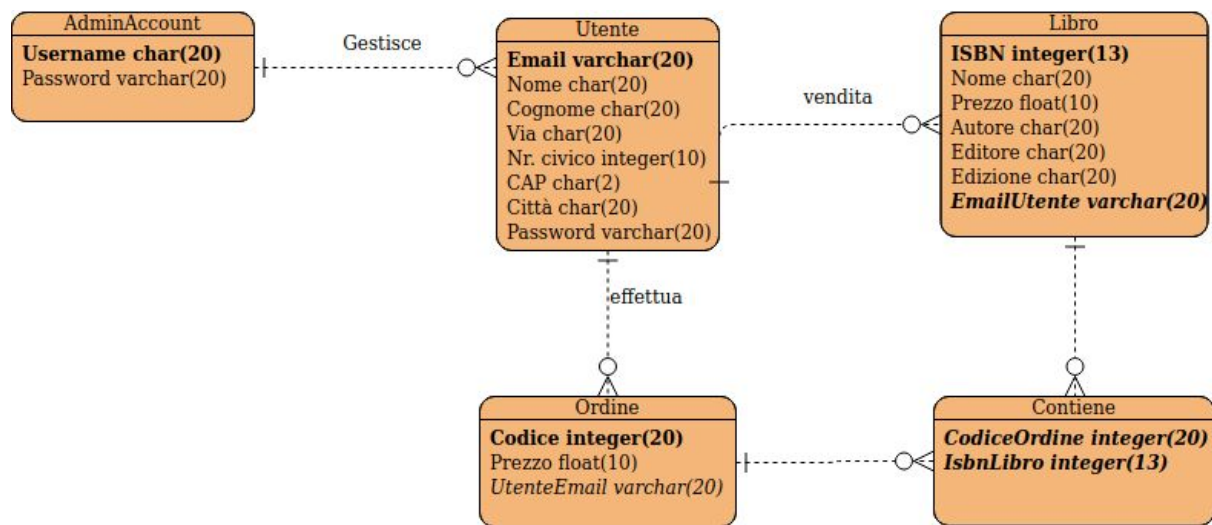 AdminAccount
Username char(20)
Password varchar(20)
Gestisce
Utente
Email varchar(20)
Nome char(20)
Cognome char(20)
Via char(20)
Nr. civico integer(10)
CAP char(2)
Città char(20)
Password varchar(20)
vendita
Libro
ISBN integer(13)
Nome char(20)
Prezzo float(10)
Autore char(20)
Editore char(20)
Edizione char(20)
EmailUtente varchar(20)
effettua
Ordine
Codice integer(20)
Prezzo float(10)
UtenteEmail varchar(20)
Contiene
CodiceOrdine integer(20)
IsbnLibro integer(13)